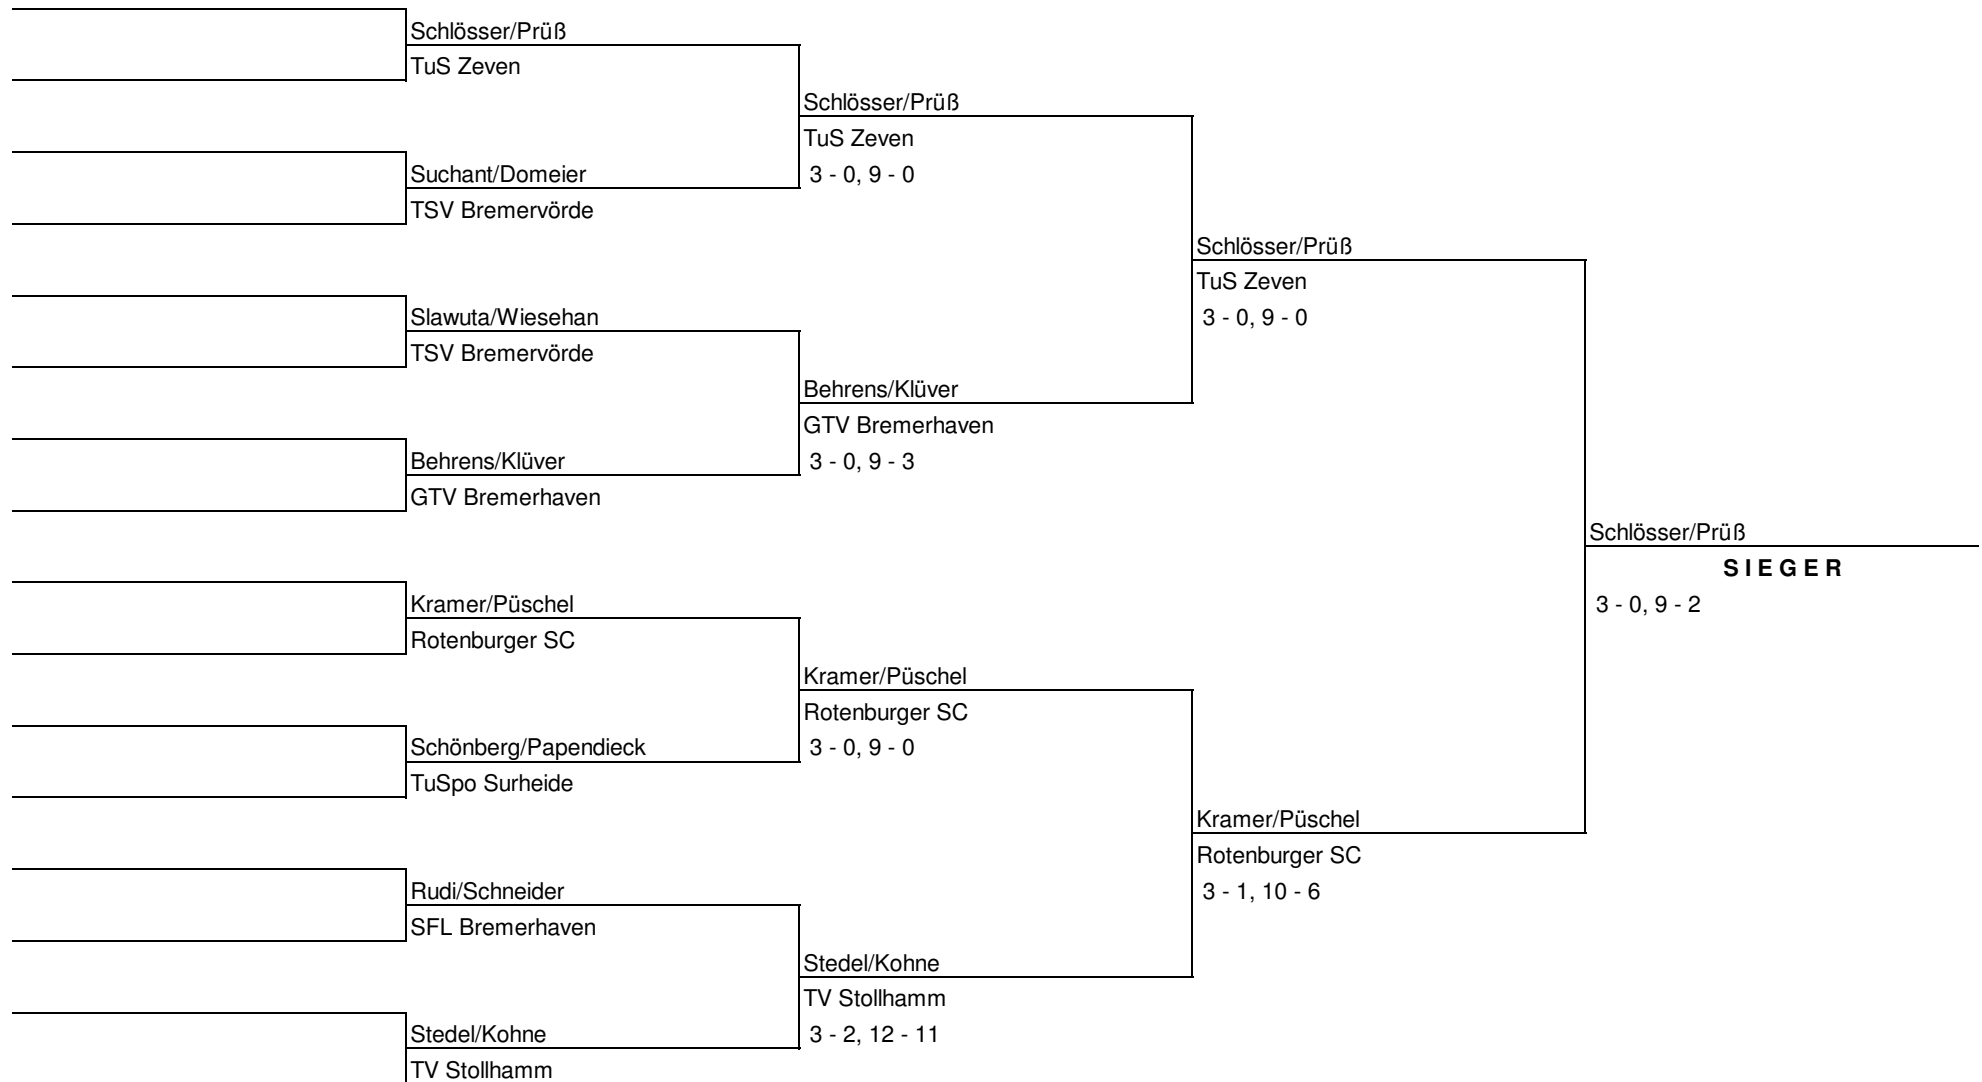 Schlösser/Prüß
TuS Zeven
Schlösser/Prüß
TuS Zeven
Suchant/Domeier
3 - 0, 9 - 0
TSV Bremervörde
Schlösser/Prüß
TuS Zeven
Slawuta/Wiesehan
3 - 0, 9 - 0
TSV Bremervörde
Behrens/Klüver
GTV Bremerhaven
Behrens/Klüver
3 - 0, 9 - 3
GTV Bremerhaven
Schlösser/Prüß
SIEGER
Kramer/Püschel
3 - 0, 9 - 2
Rotenburger SC
Kramer/Püschel
Rotenburger SC
Schönberg/Papendieck
3 - 0, 9 - 0
TuSpo Surheide
Kramer/Püschel
Rotenburger SC
Rudi/Schneider
3 - 1, 10 - 6
SFL Bremerhaven
Stedel/Kohne
TV Stollhamm
Stedel/Kohne
3 - 2, 12 - 11
TV Stollhamm